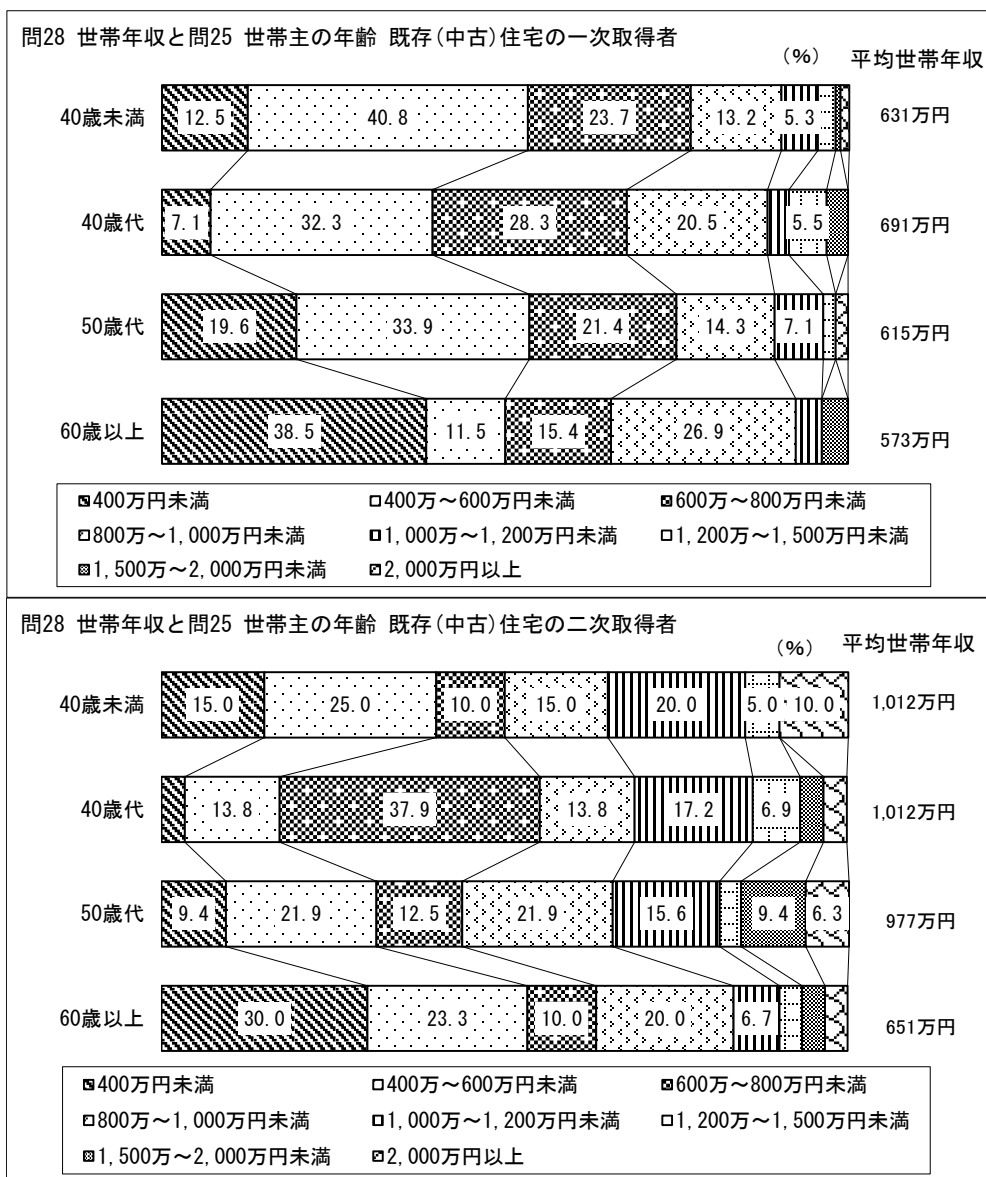 問28 世帯年収と問25 世帯主の年齢 既存(中古)住宅の一次取得者
(%) 平均世帯年収
40歳未満 12.5 40.8 23.7 13.2 5.3 631万円
40歳代 7.1 32.3 28.3 20.5 5.5 691万円
50歳代 19.6 33.9 21.4 14.3 7.1 615万円
60歳以上 38.5 11.5 15.4 26.9 573万円
400万円未満 400万～600万円未満 600万～800万円未満
800万～1,000万円未満 1,000万～1,200万円未満 1,200万～1,500万円未満
1,500万～2,000万円未満 2,000万円以上
問28 世帯年収と問25 世帯主の年齢 既存(中古)住宅の二次取得者
(%) 平均世帯年収
40歳未満 15.0 25.0 10.0 15.0 20.0 5.0 10.0 1,012万円
40歳代 13.8 37.9 13.8 17.2 6.9 1,012万円
50歳代 9.4 21.9 12.5 21.9 15.6 9.4 6.3 977万円
60歳以上 30.0 23.3 10.0 20.0 6.7 651万円
400万円未満 400万～600万円未満 600万～800万円未満
800万～1,000万円未満 1,000万～1,200万円未満 1,200万～1,500万円未満
1,500万～2,000万円未満 2,000万円以上